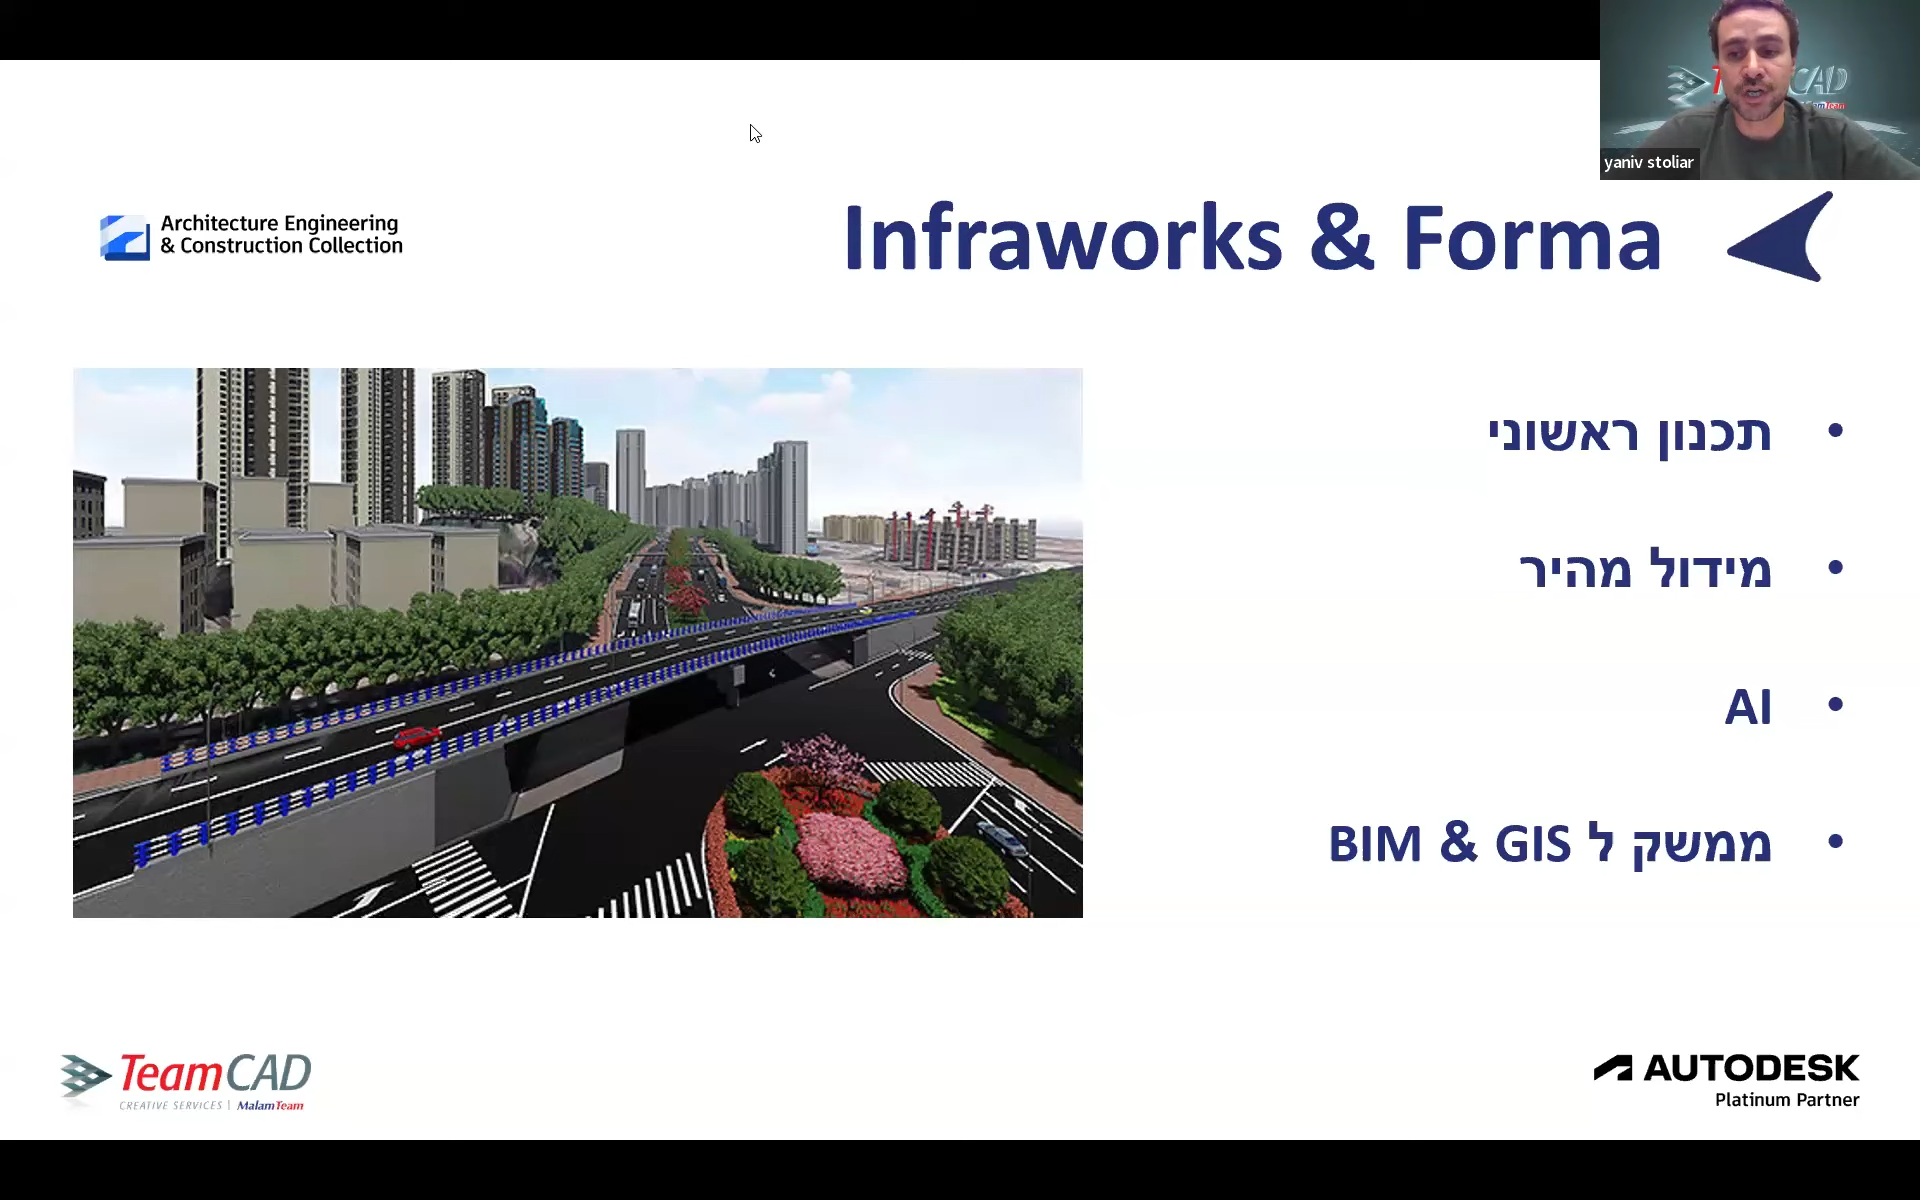 yaniv stoliar
Architecture Engineering
& Construction Collection
Infraworks & Forma
• תכנון ראשוני
• מידול מהיר
• AI
• ממשק ל BIM & GIS
TeamCAD
CREATIVE SERVICES | MalamTeam
AUTODESK
Platinum Partner